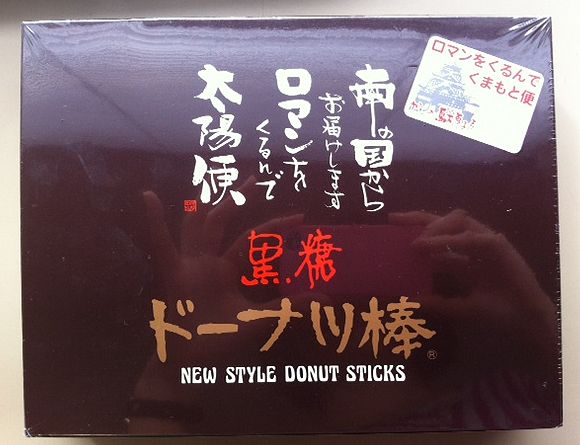 南の国から
お届けします
ロマンを
くるんで
太陽便
ロマンをくるんで
くまもと便
黒糖
ドーナツ棒®
NEW STYLE DONUT STICKS